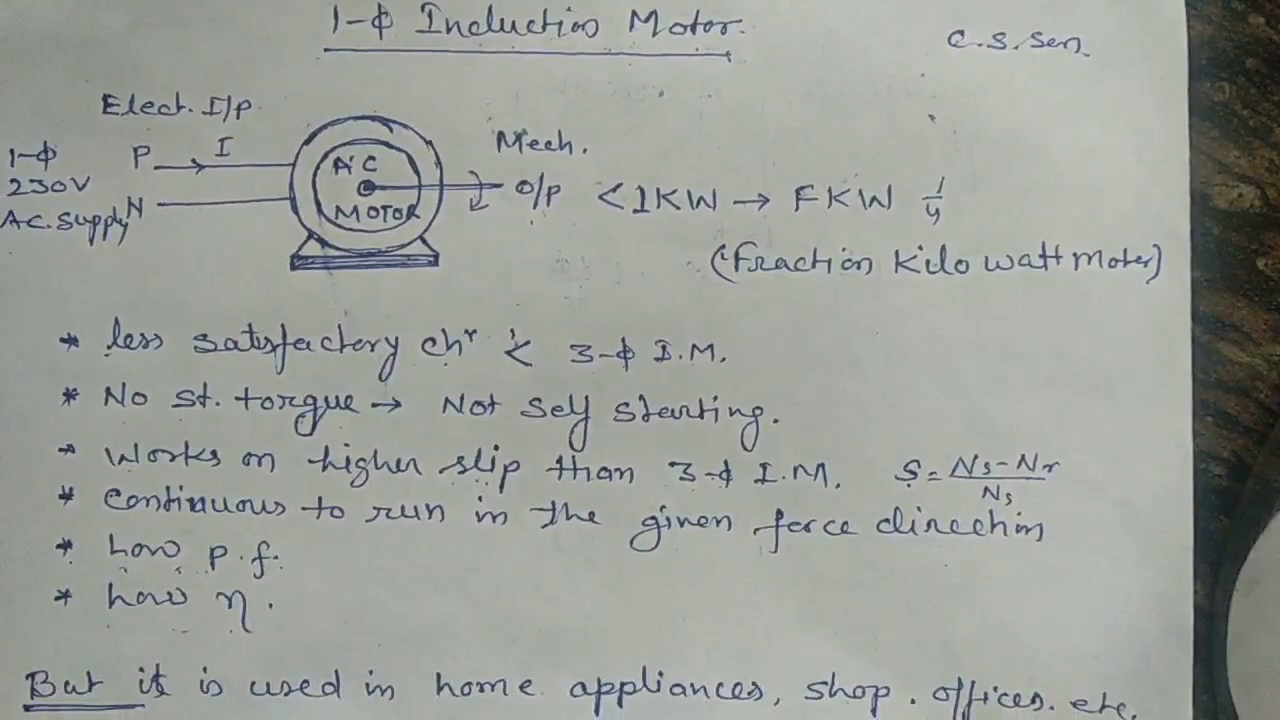 1-ϕ Induction Motor.
C.S.Sen.
Elect. I/p.
1-ϕ
230V
A.C. Supply
P
I
N
A·C
MOTOR
Mech.
O/p <1KW → FKW 1/4
(Fraction Kilo watt motor)
* less satisfactory chr < 3-ϕ I.M.
* No st. torque → Not self starting.
* Works on higher slip than 3-ϕ I.M. S = Ns-Nr/Ns
* Continuous to run in the given force direction
* Low p.f.
* Low η.
But it is used in home appliances, shop. offices. etc.